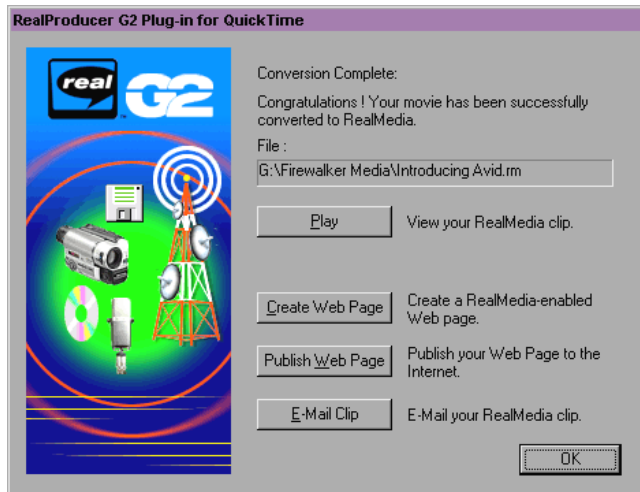 RealProducer G2 Plug-in for QuickTime
real G2
Conversion Complete:
Congratulations ! Your movie has been successfully
converted to RealMedia.
File :
G:\Firewalker Media\Introducing Avid.rm
Play
View your RealMedia clip.
Create Web Page
Create a RealMedia-enabled
Web page.
Publish Web Page
Publish your Web Page to the
Internet.
E-Mail Clip
E-Mail your RealMedia clip.
OK